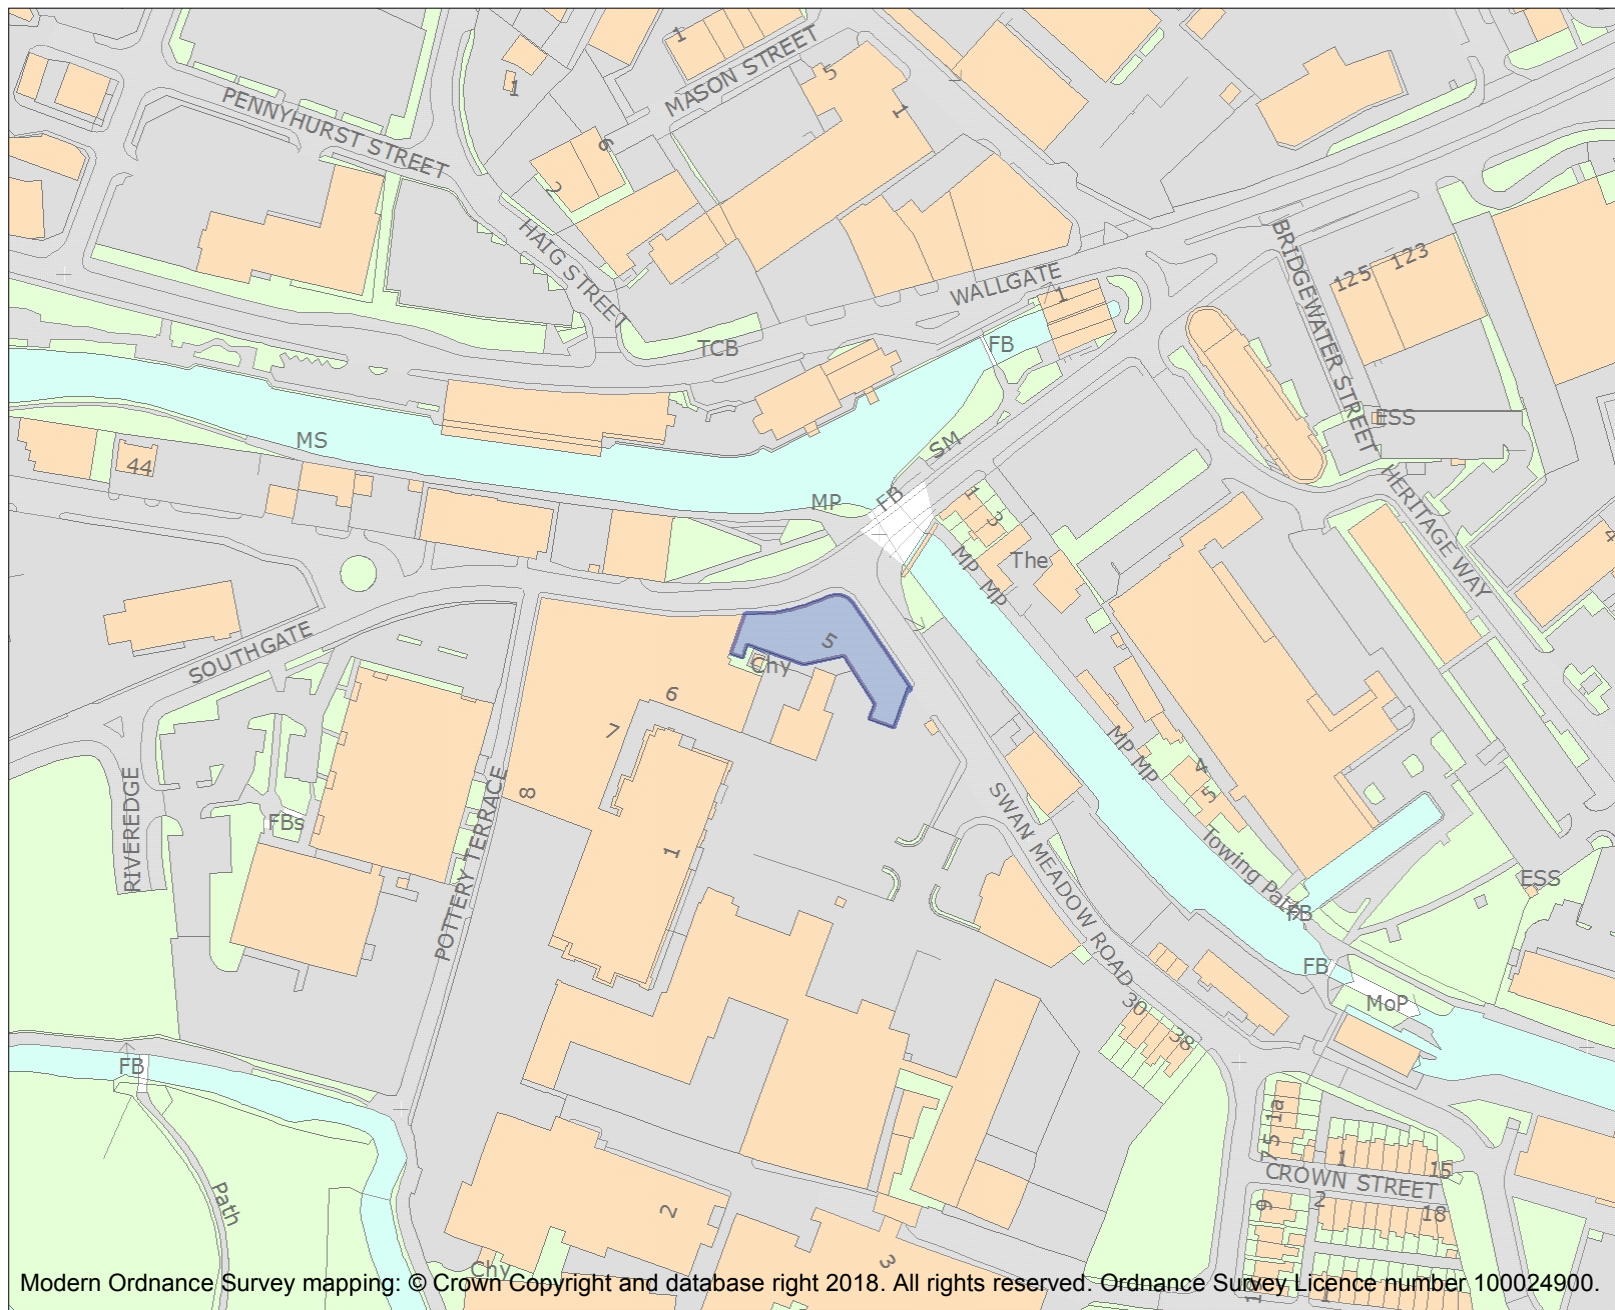 1
MASON STREET
5
1
1
PENNYHURST STREET
6
2
HAIG STREET
BRIDGEWATER STREET
125
123
WALLGATE
1
TCB
FB
ESS
MS
44
SM
MP
FB
1
3
HERITAGE WAY
4
The
MP
MP
SOUTHGATE
5
Chy
6
7
8
MP
MP
4
5
RIVEREDGE
FBs
POTTERY TERRACE
1
SWAN MEADOW ROAD
Towing Path
FB
ESS
FB
MoP
30
38
FB
1a
5
7
1
15
CROWN STREET
2
18
9
Path
2
3
Chy
1
Modern Ordnance Survey mapping: © Crown Copyright and database right 2018. All rights reserved. Ordnance Survey Licence number 100024900.